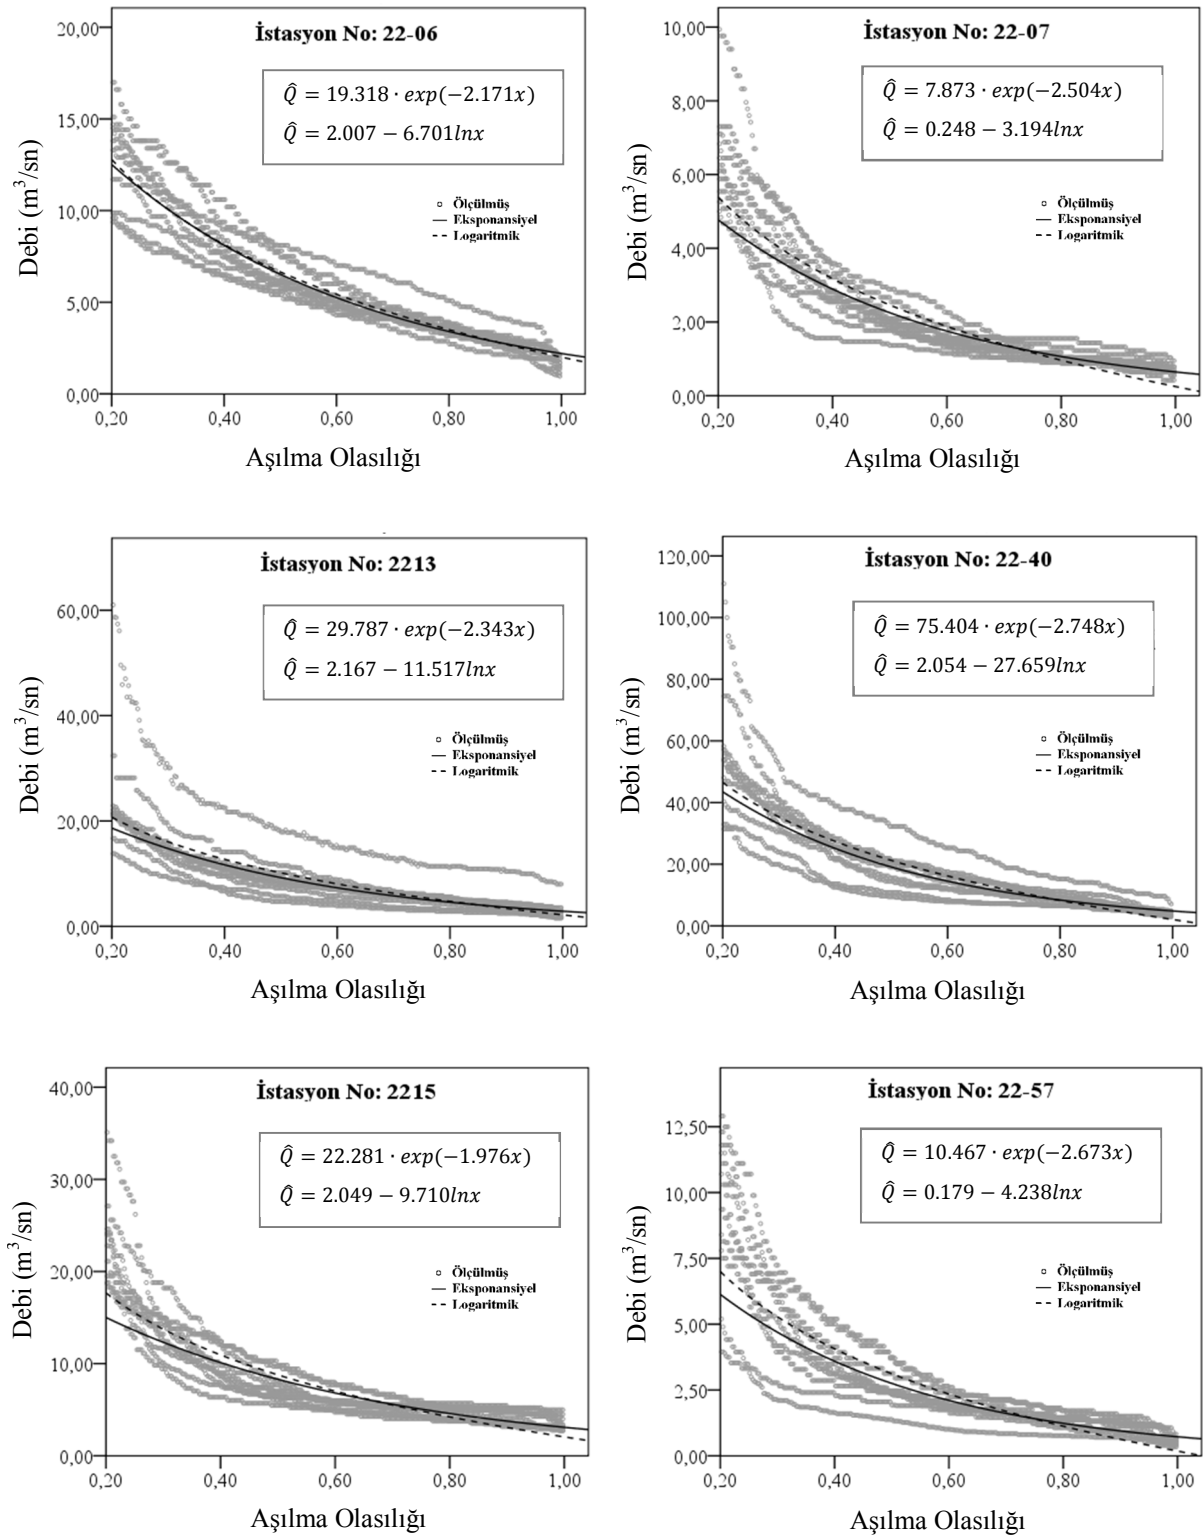 İstasyon No: 22-06
Q̂ = 19.318 · exp(−2.171x)
Q̂ = 2.007 − 6.701lnx
Ölçülmüş
Eksponansiyel
Logaritmik
20,00
15,00
10,00
5,00
0,00
Debi (m³/sn)
0,20 0,40 0,60 0,80 1,00
Aşılma Olasılığı
İstasyon No: 22-07
Q̂ = 7.873 · exp(−2.504x)
Q̂ = 0.248 − 3.194lnx
Ölçülmüş
Eksponansiyel
Logaritmik
10,00
8,00
6,00
4,00
2,00
0,00
Debi (m³/sn)
0,20 0,40 0,60 0,80 1,00
Aşılma Olasılığı
İstasyon No: 2213
Q̂ = 29.787 · exp(−2.343x)
Q̂ = 2.167 − 11.517lnx
Ölçülmüş
Eksponansiyel
Logaritmik
60,00
40,00
20,00
0,00
Debi (m³/sn)
0,20 0,40 0,60 0,80 1,00
Aşılma Olasılığı
İstasyon No: 22-40
Q̂ = 75.404 · exp(−2.748x)
Q̂ = 2.054 − 27.659lnx
Ölçülmüş
Eksponansiyel
Logaritmik
120,00
100,00
80,00
60,00
40,00
20,00
0,00
Debi (m³/sn)
0,20 0,40 0,60 0,80 1,00
Aşılma Olasılığı
İstasyon No: 2215
Q̂ = 22.281 · exp(−1.976x)
Q̂ = 2.049 − 9.710lnx
Ölçülmüş
Eksponansiyel
Logaritmik
40,00
30,00
20,00
10,00
0,00
Debi (m³/sn)
0,20 0,40 0,60 0,80 1,00
Aşılma Olasılığı
İstasyon No: 22-57
Q̂ = 10.467 · exp(−2.673x)
Q̂ = 0.179 − 4.238lnx
Ölçülmüş
Eksponansiyel
Logaritmik
12,50
10,00
7,50
5,00
2,50
0,00
Debi (m³/sn)
0,20 0,40 0,60 0,80 1,00
Aşılma Olasılığı